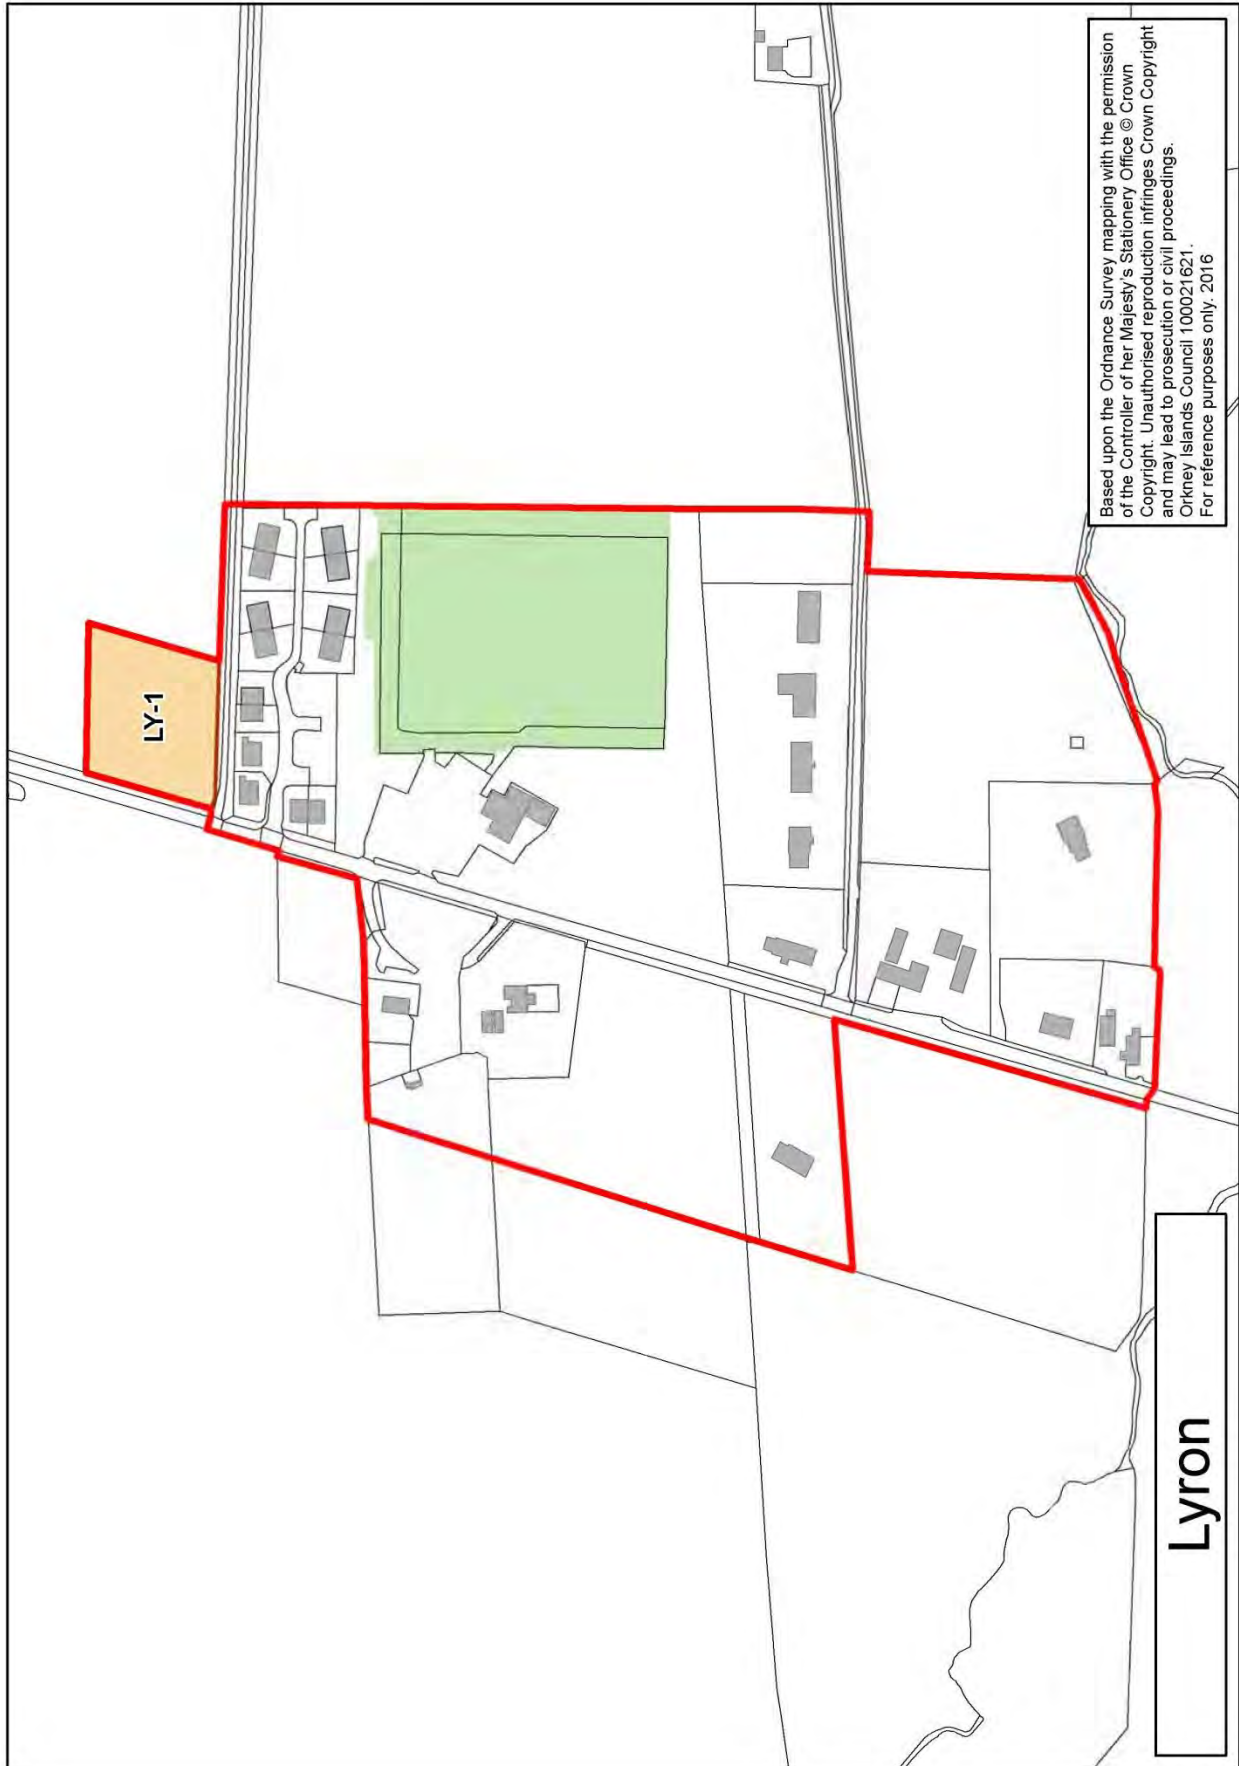 LY-1
Based upon the Ordnance Survey mapping with the permission
of the Controller of her Majesty's Stationery Office © Crown
Copyright. Unauthorised reproduction infringes Crown Copyright
and may lead to prosecution or civil proceedings.
Orkney Islands Council 100021621.
For reference purposes only. 2016
Lyron